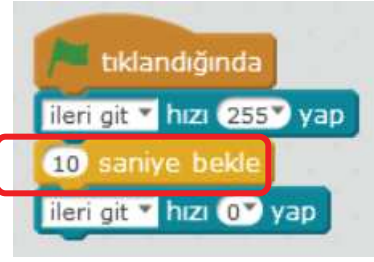 tıklandığında
ileri git hızı 255 yap
10 saniye bekle
ileri git hızı 0 yap